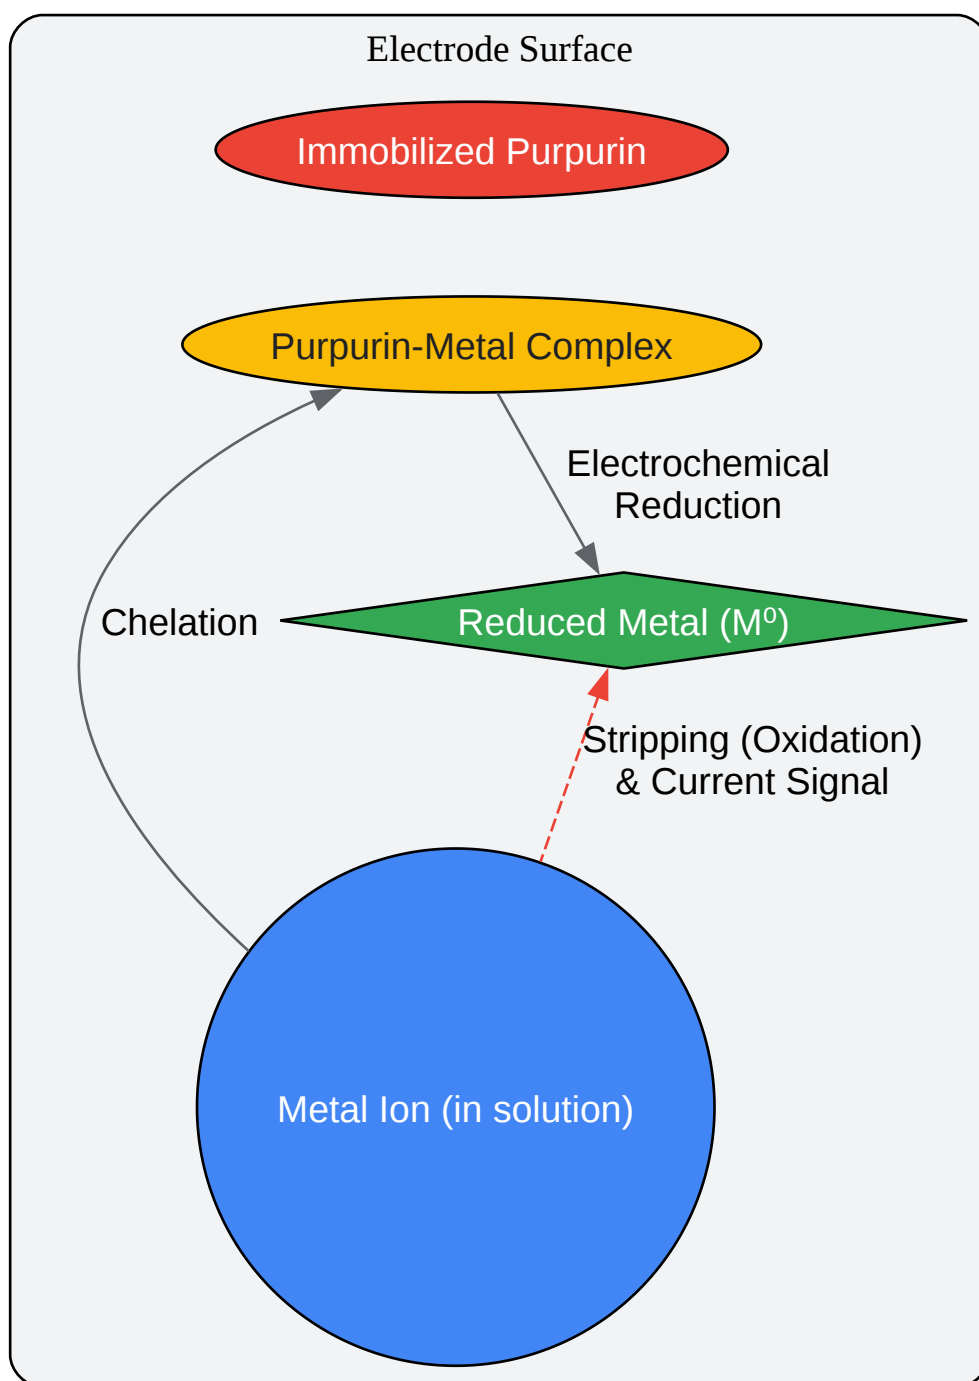 Electrode Surface
Immobilized Purpurin
Purpurin-Metal Complex
Electrochemical
Reduction
Chelation
Reduced Metal (M⁰)
Stripping (Oxidation)
& Current Signal
Metal Ion (in solution)